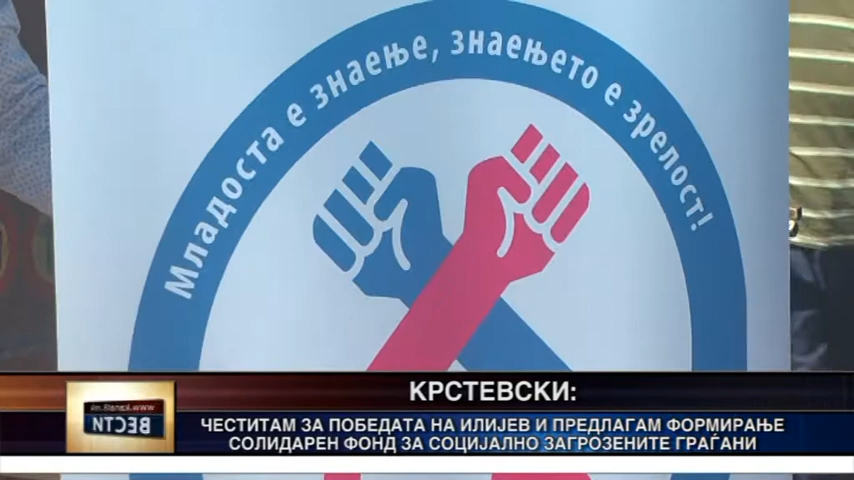 Младоста е знаење, знаењето е зрелост!
КРСТЕВСКИ:
ЧЕСТИТАМ ЗА ПОБЕДАТА НА ИЛИЈЕВ И ПРЕДЛАГАМ ФОРМИРАЊЕ
СОЛИДАРЕН ФОНД ЗА СОЦИЈАЛНО ЗАГРОЗЕНИТЕ ГРАЃАНИ
ВЕСТИ